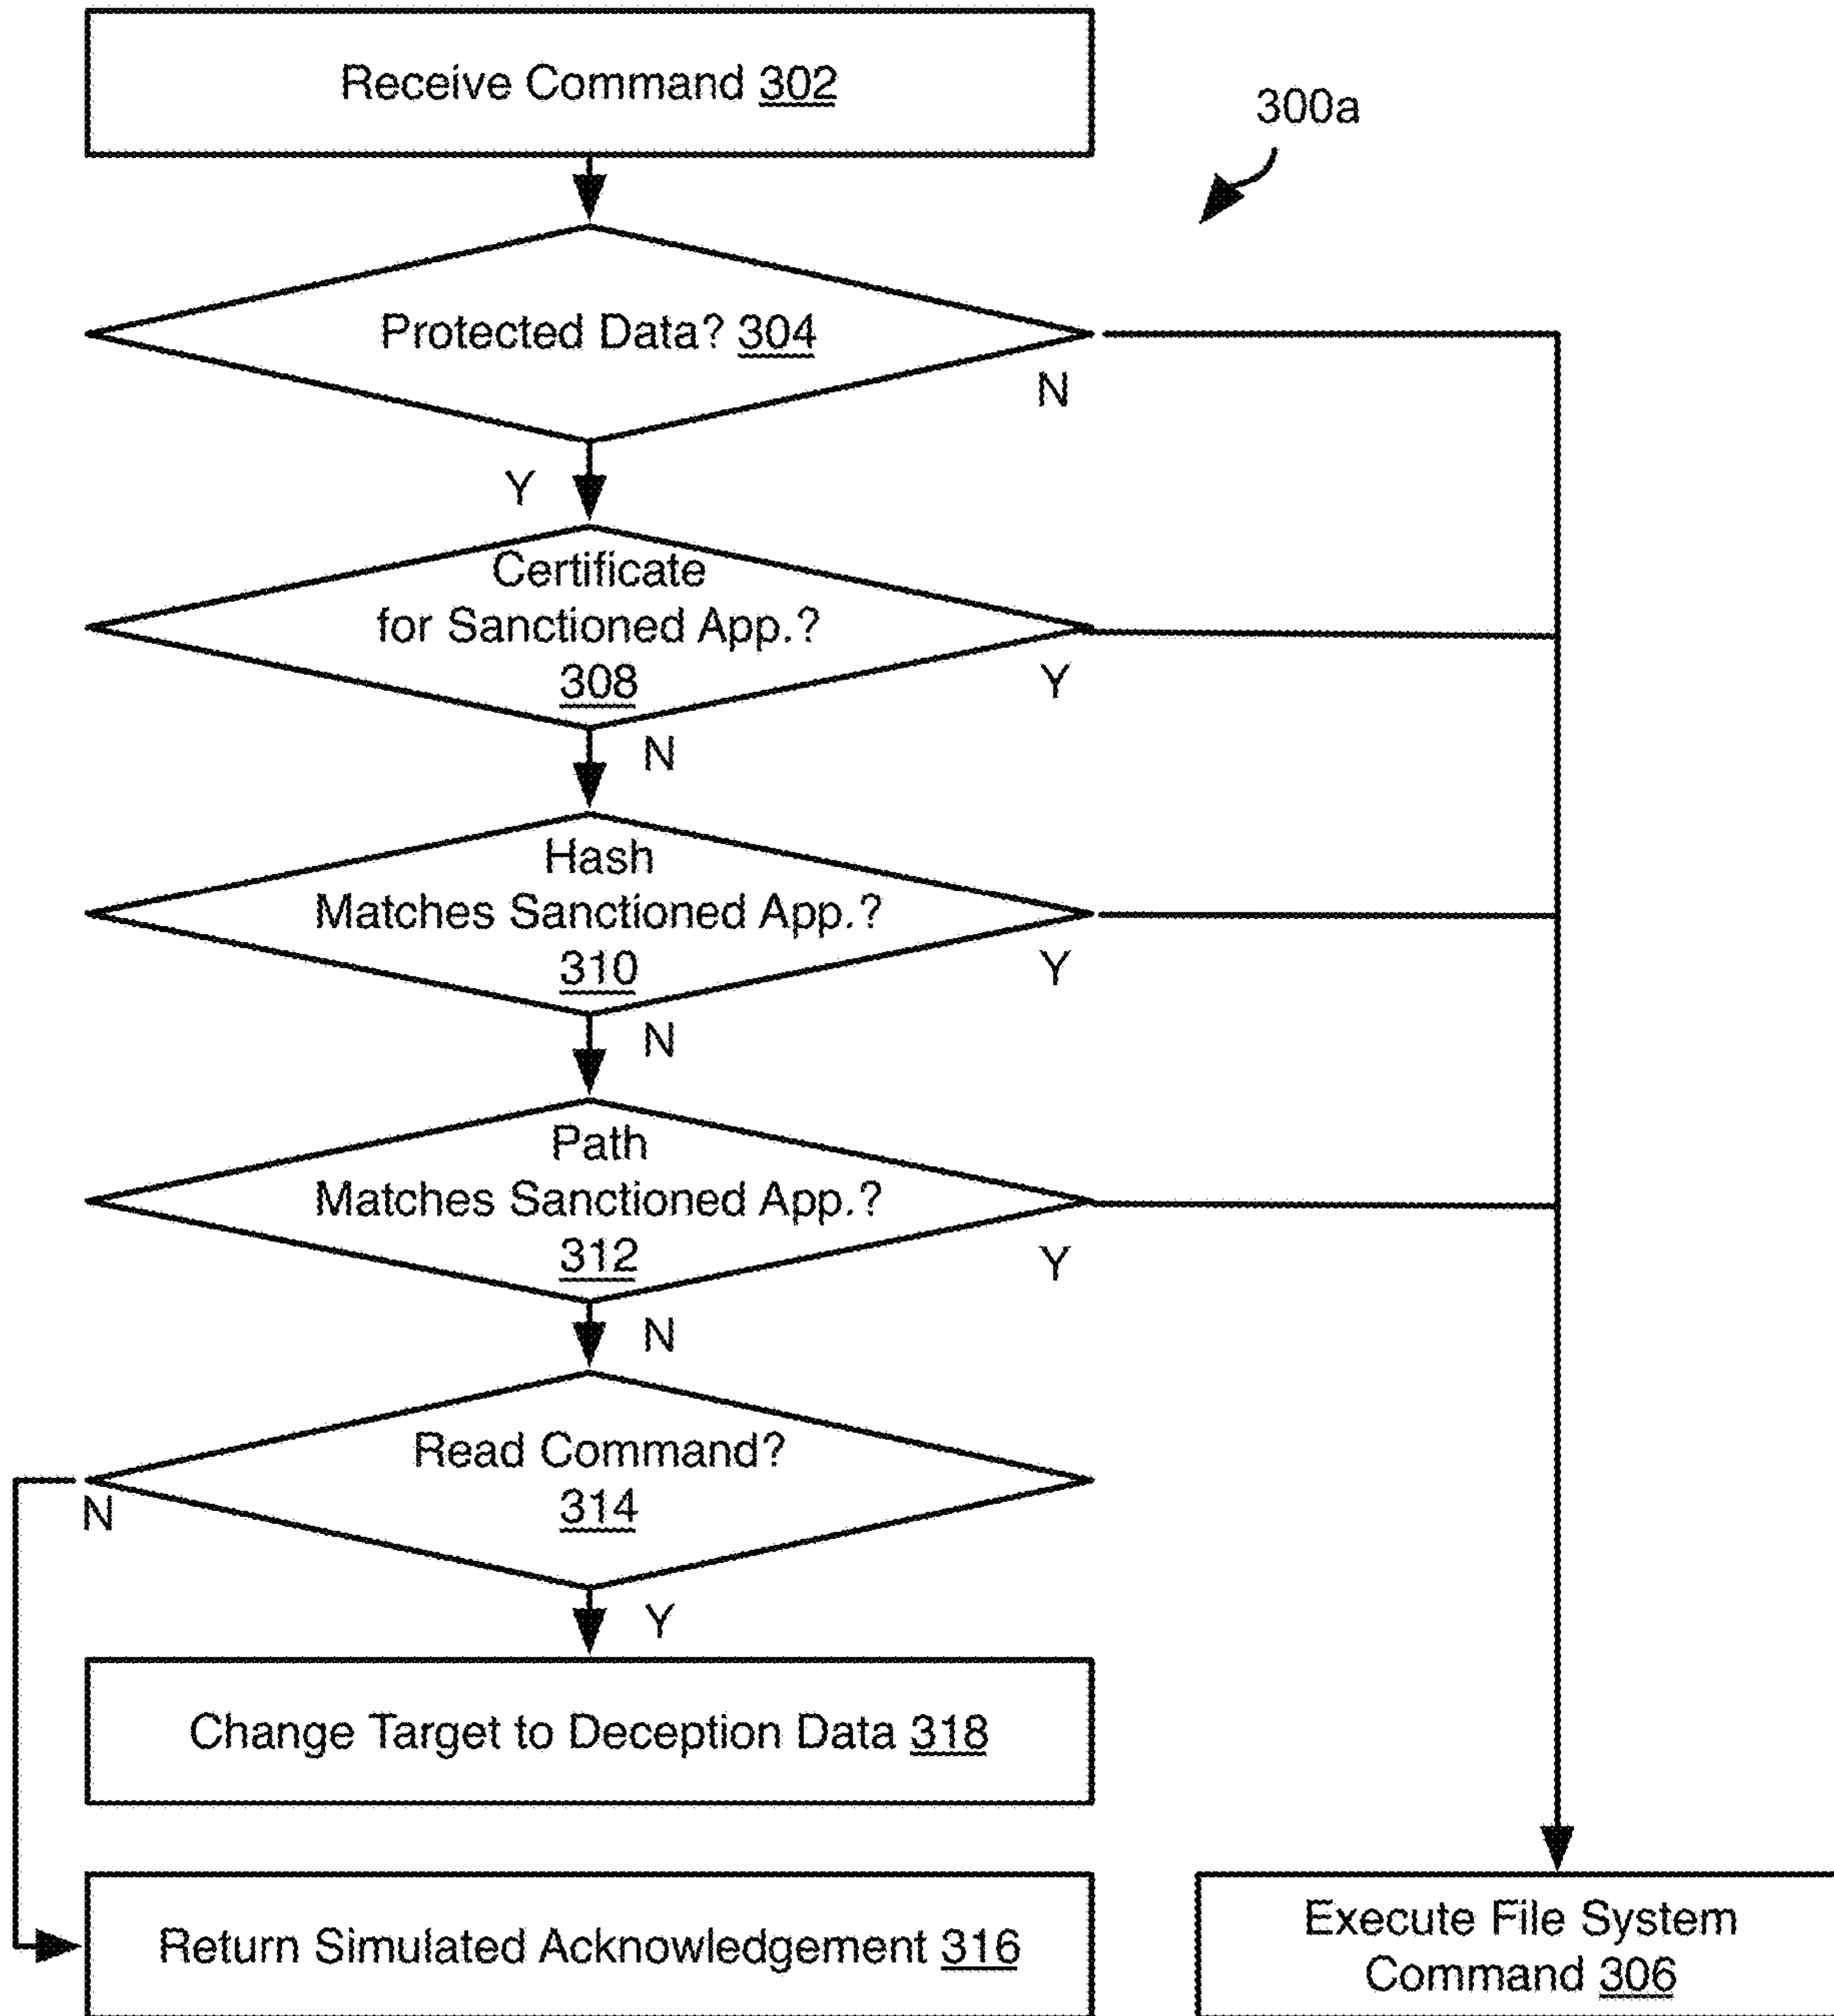 Receive Command 302
300a
Protected Data? 304
N
Y
Certificate
for Sanctioned App.?
308
Y
N
Hash
Matches Sanctioned App.?
310
Y
N
Path
Matches Sanctioned App.?
312
Y
N
Read Command?
314
N
Y
Change Target to Deception Data 318
Return Simulated Acknowledgement 316
Execute File System
Command 306